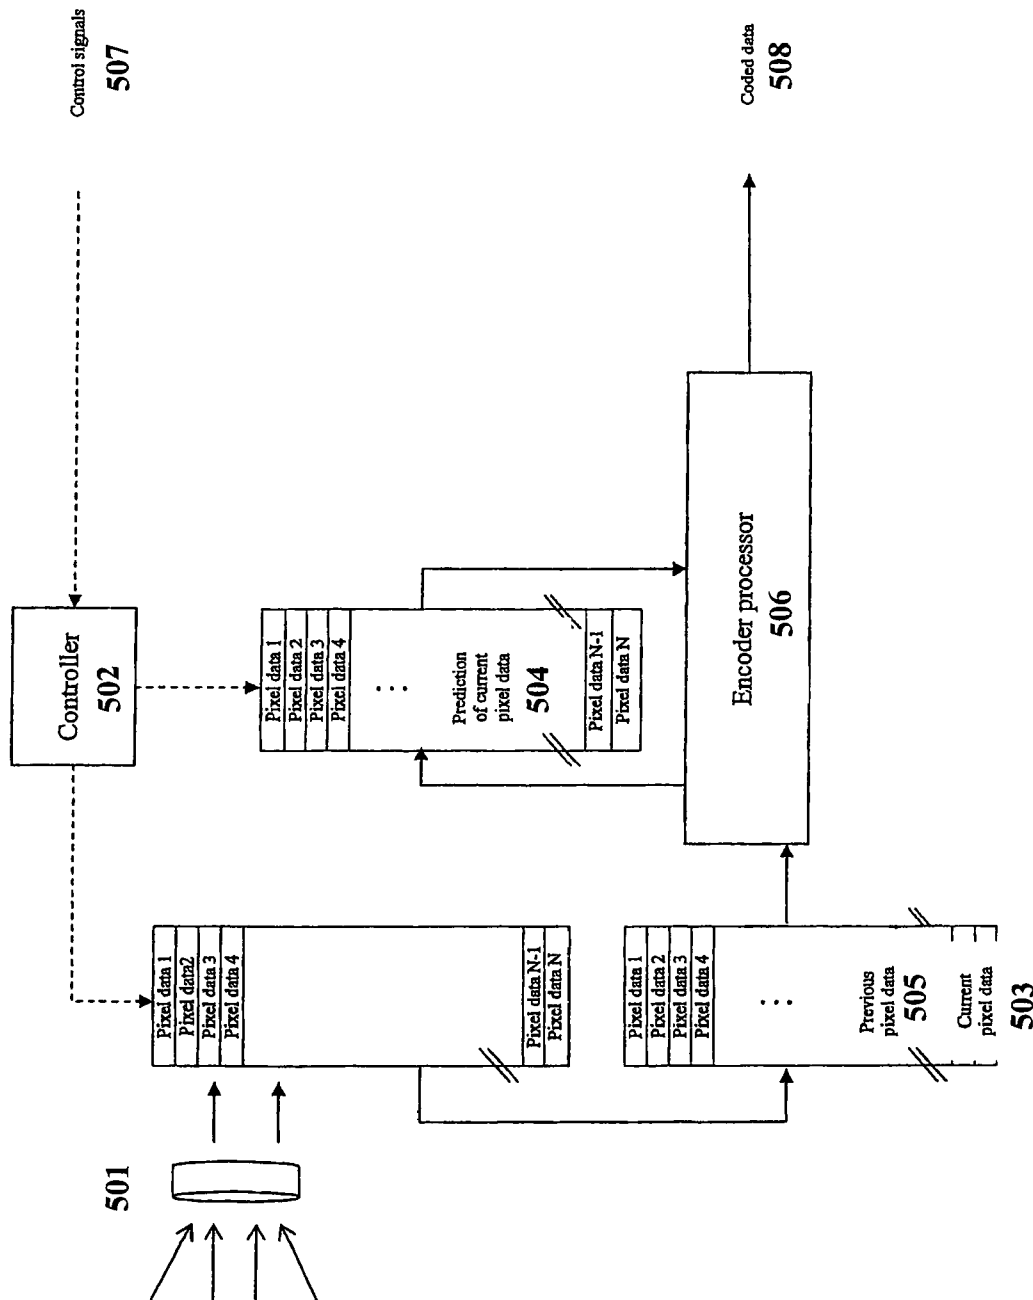 Control signals
507
Controller
502
501
Pixel data 1
Pixel data2
Pixel data 3
Pixel data 4
Pixel data N-1
Pixel data N
Pixel data 1
Pixel data 2
Pixel data 3
Pixel data 4
...
Prediction
of current
pixel data
504
Pixel data N-1
Pixel data N
Pixel data 1
Pixel data 2
Pixel data 3
Pixel data 4
...
Previous
pixel data
505
Current
pixel data
503
Encoder processor
506
Coded data
508